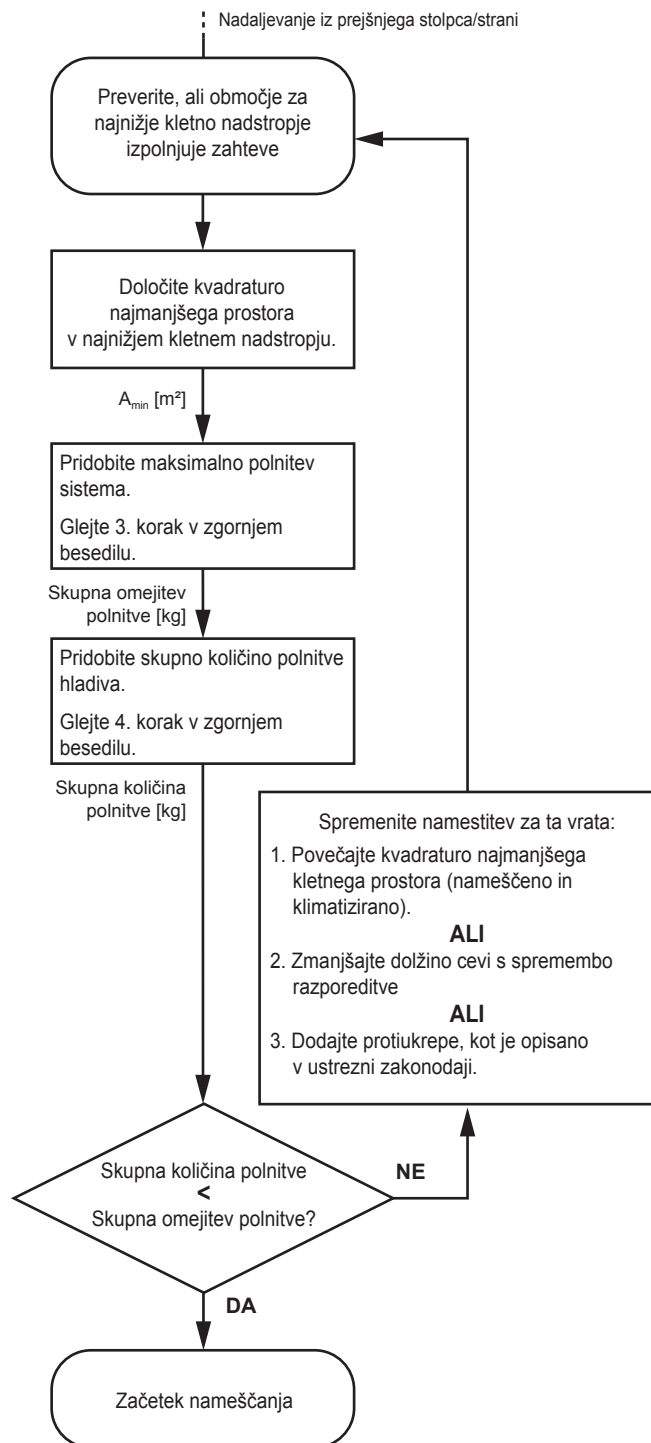 Nadaljevanje iz prejšnjega stolpca/strani
Preverite, ali območje za
najnižje kletno nadstropje
izpolnjuje zahteve
Določite kvadraturo
najmanjšega prostora
v najnižjem kletnem nadstropju.
Amin [m²]
Pridobite maksimalno polnitev
sistema.
Glejte 3. korak v zgornjem
besedilu.
Skupna omejitev
polnitve [kg]
Pridobite skupno količino polnitve
hladiva.
Glejte 4. korak v zgornjem
besedilu.
Skupna količina
polnitve [kg]
Spremenite namestitev za ta vrata:
1. Povečajte kvadraturo najmanjšega
kletnega prostora (nameščeno in
klimatizirano).
ALI
2. Zmanjšajte dolžino cevi s spremembo
razporeditve
ALI
3. Dodajte protiukrepe, kot je opisano
v ustrezni zakonodaji.
Skupna količina polnitve
<
Skupna omejitev polnitve?
NE
DA
Začetek nameščanja